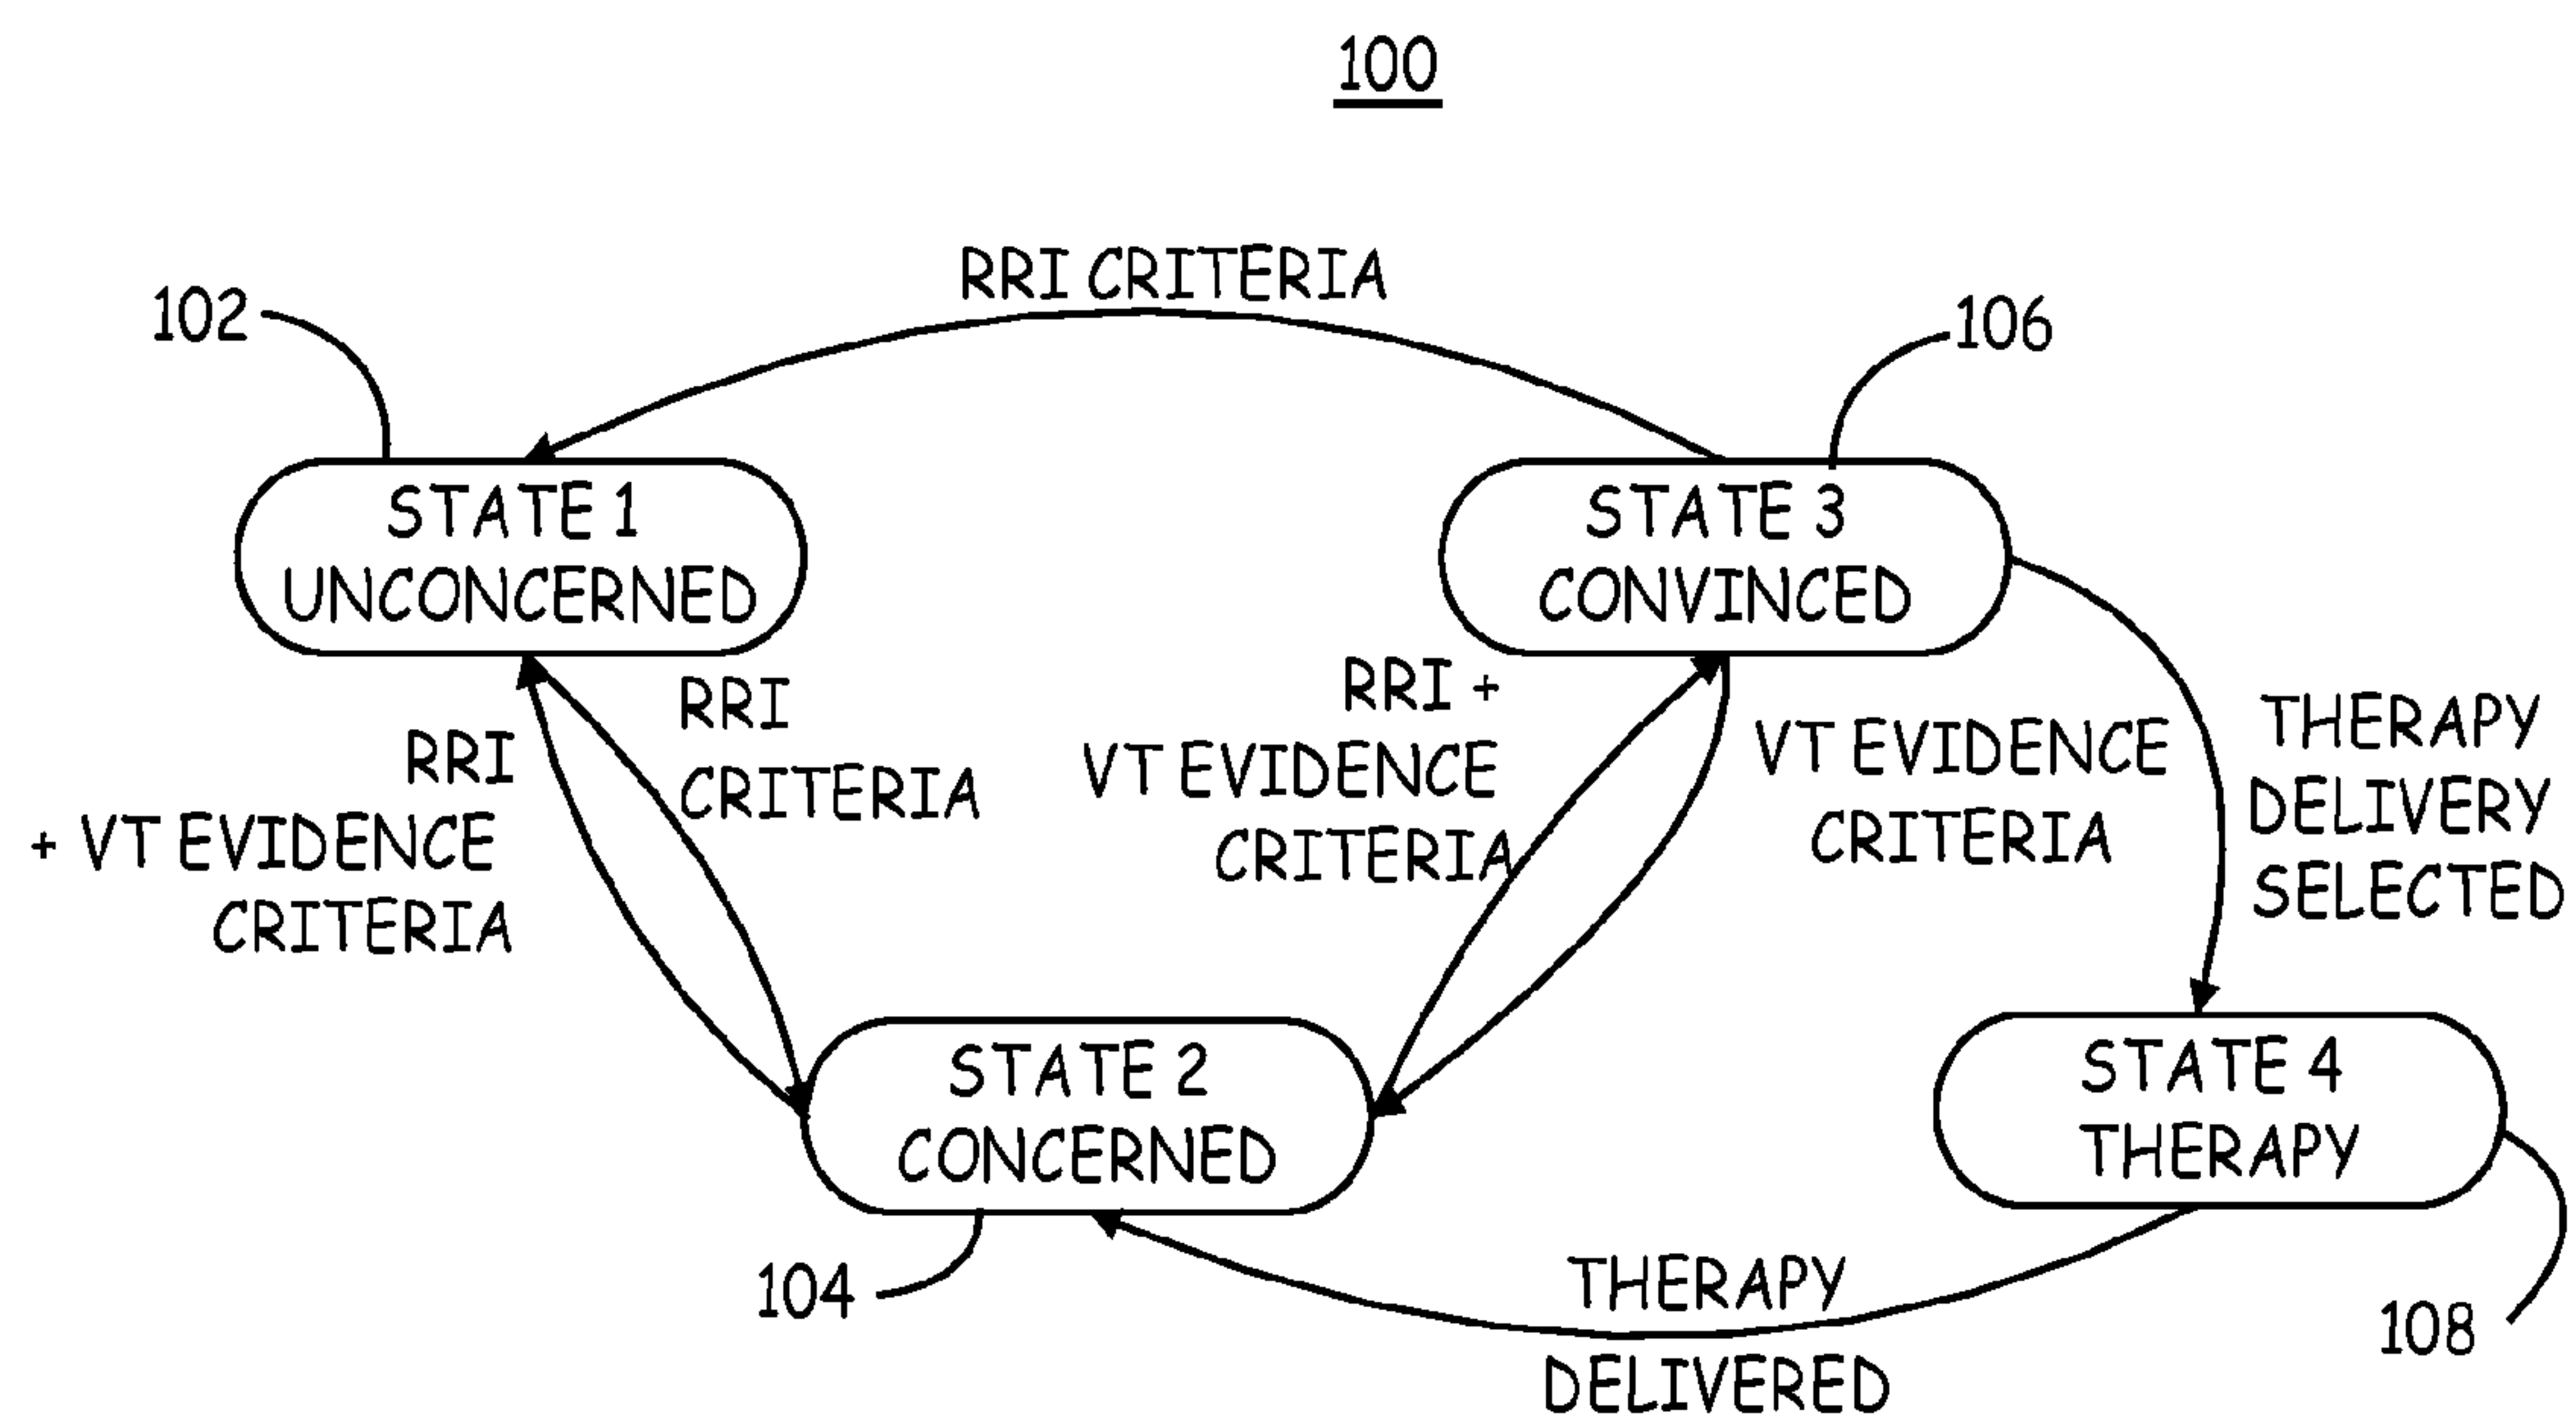 100
RRI CRITERIA
102
106
STATE 1
UNCONCERNED
STATE 3
CONVINCED
RRI
+ VT EVIDENCE
CRITERIA
RRI
CRITERIA
RRI +
VT EVIDENCE
CRITERIA
VT EVIDENCE
CRITERIA
THERAPY
DELIVERY
SELECTED
STATE 2
CONCERNED
STATE 4
THERAPY
104
THERAPY
DELIVERED
108